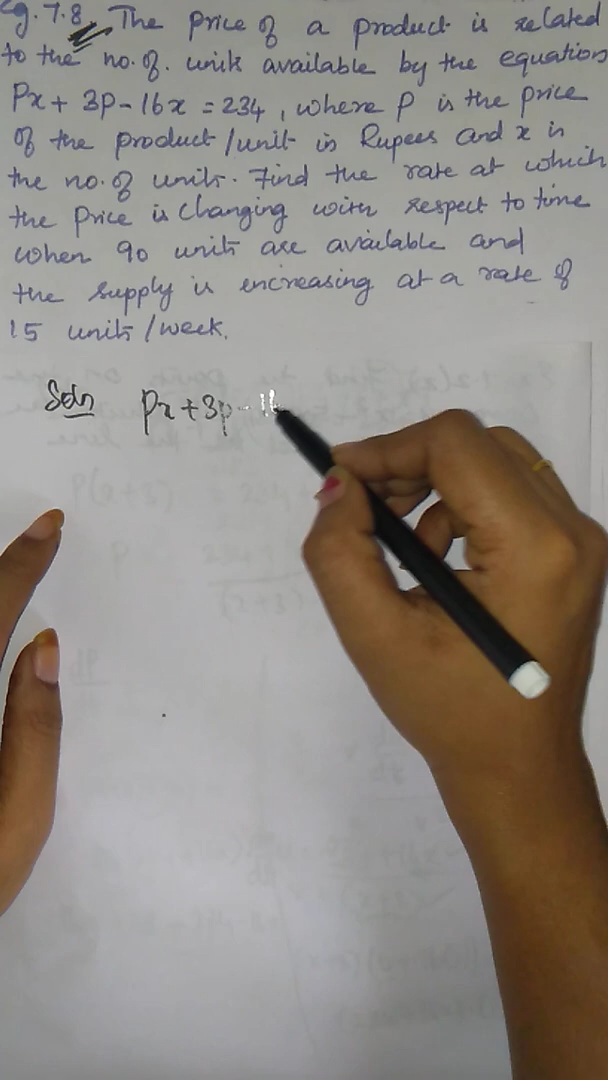 Eg. 7.8 The price of a product is related
to the no. of. units available by the equation
Px + 3P - 16x = 234, where P is the price
of the product/unit in Rupees and x is
the no. of units. Find the rate at which
the price is changing with respect to time
when 90 units are available and
the supply is increasing at a rate of
15 units/week.
Soln Px + 3p - 16